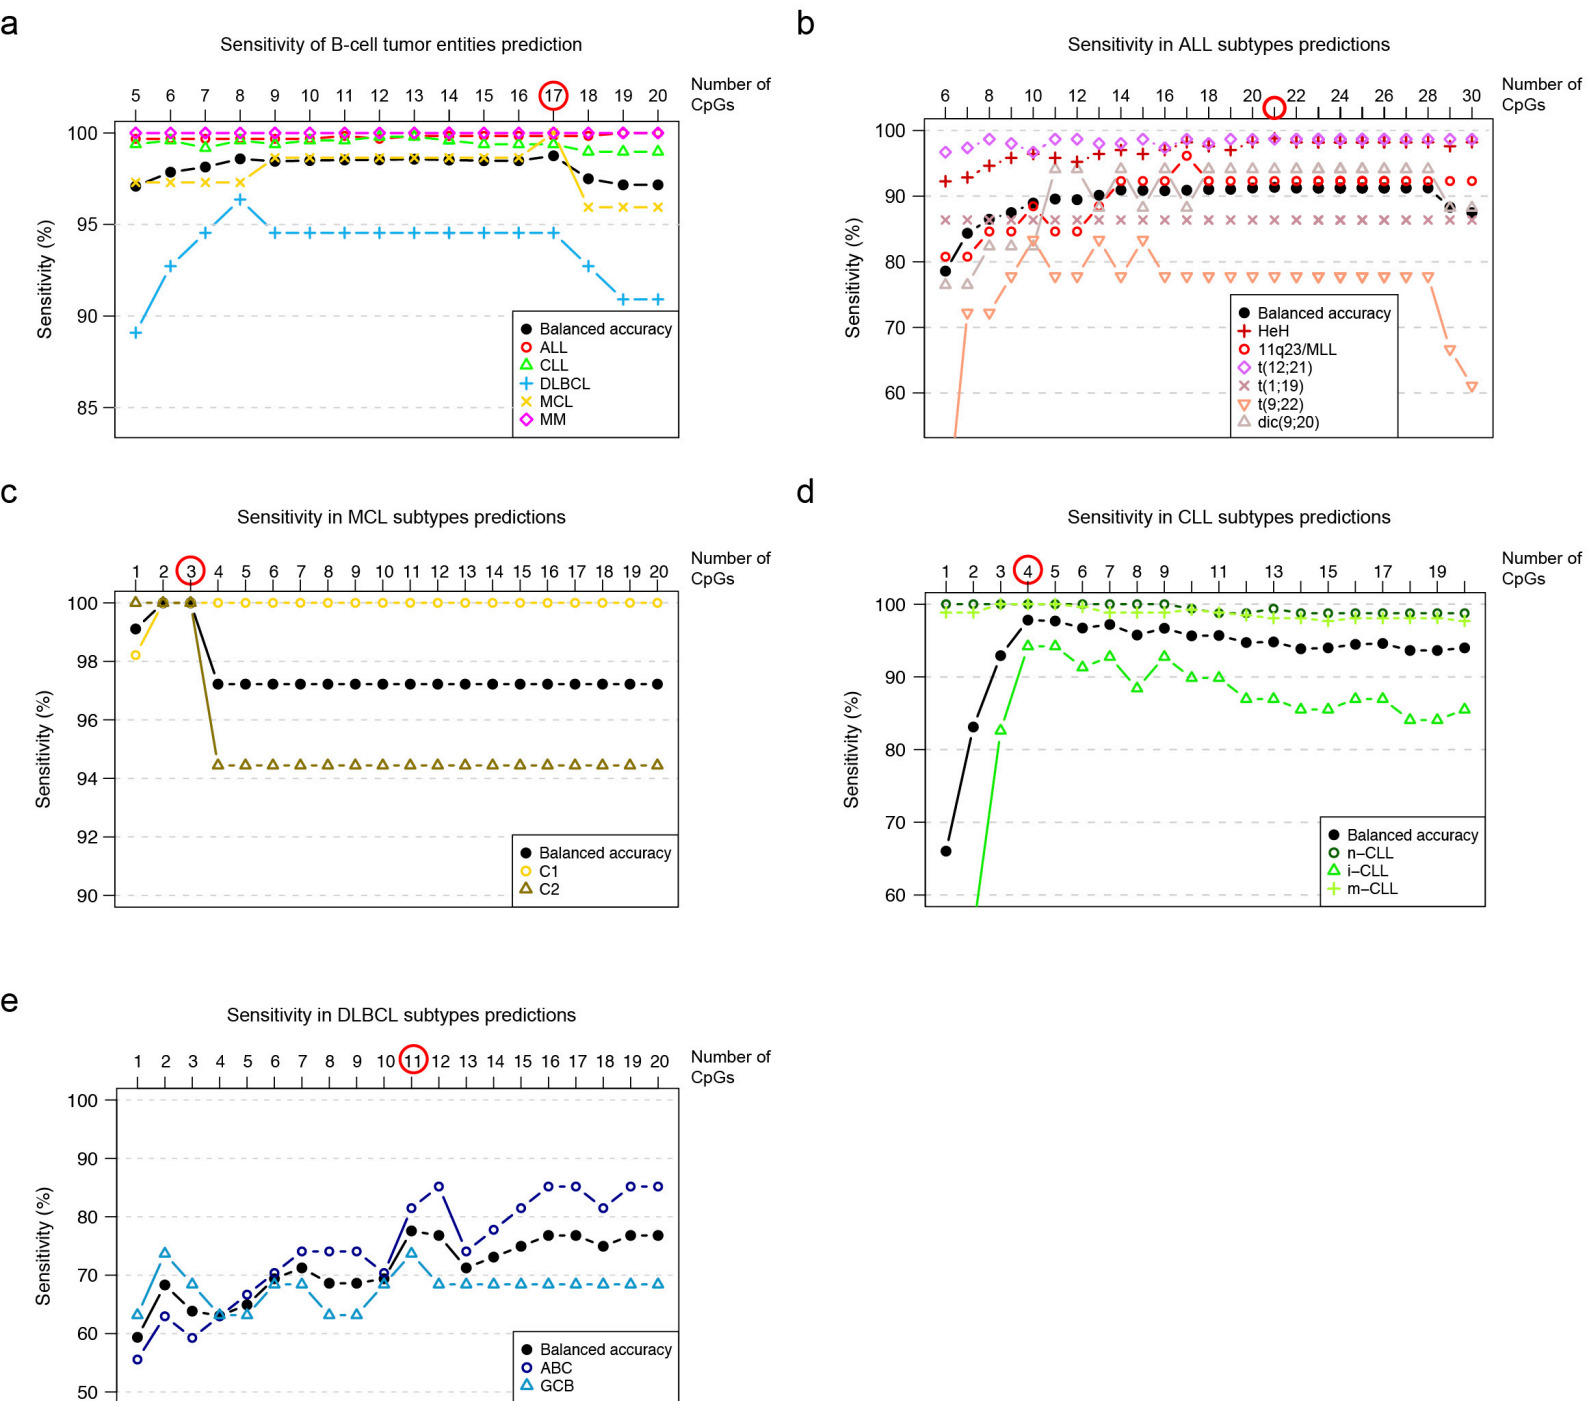 a
Sensitivity of B-cell tumor entities prediction
Number of
CpGs
5 6 7 8 9 10 11 12 13 14 15 16 17 18 19 20
100
95
90
85
Sensitivity (%)
Balanced accuracy
ALL
CLL
DLBCL
MCL
MM
b
Sensitivity in ALL subtypes predictions
Number of
CpGs
6 8 10 12 14 16 18 20 22 24 26 28 30
100
90
80
70
60
Sensitivity (%)
Balanced accuracy
HeH
11q23/MLL
t(12;21)
t(1;19)
t(9;22)
dic(9;20)
c
Sensitivity in MCL subtypes predictions
Number of
CpGs
1 2 3 4 5 6 7 8 9 10 11 12 13 14 15 16 17 18 19 20
100
98
96
94
92
90
Sensitivity (%)
Balanced accuracy
C1
C2
d
Sensitivity in CLL subtypes predictions
Number of
CpGs
1 2 3 4 5 6 7 8 9 11 13 15 17 19
100
90
80
70
60
Sensitivity (%)
Balanced accuracy
n−CLL
i−CLL
m−CLL
e
Sensitivity in DLBCL subtypes predictions
Number of
CpGs
1 2 3 4 5 6 7 8 9 10 11 12 13 14 15 16 17 18 19 20
100
90
80
70
60
50
Sensitivity (%)
Balanced accuracy
ABC
GCB